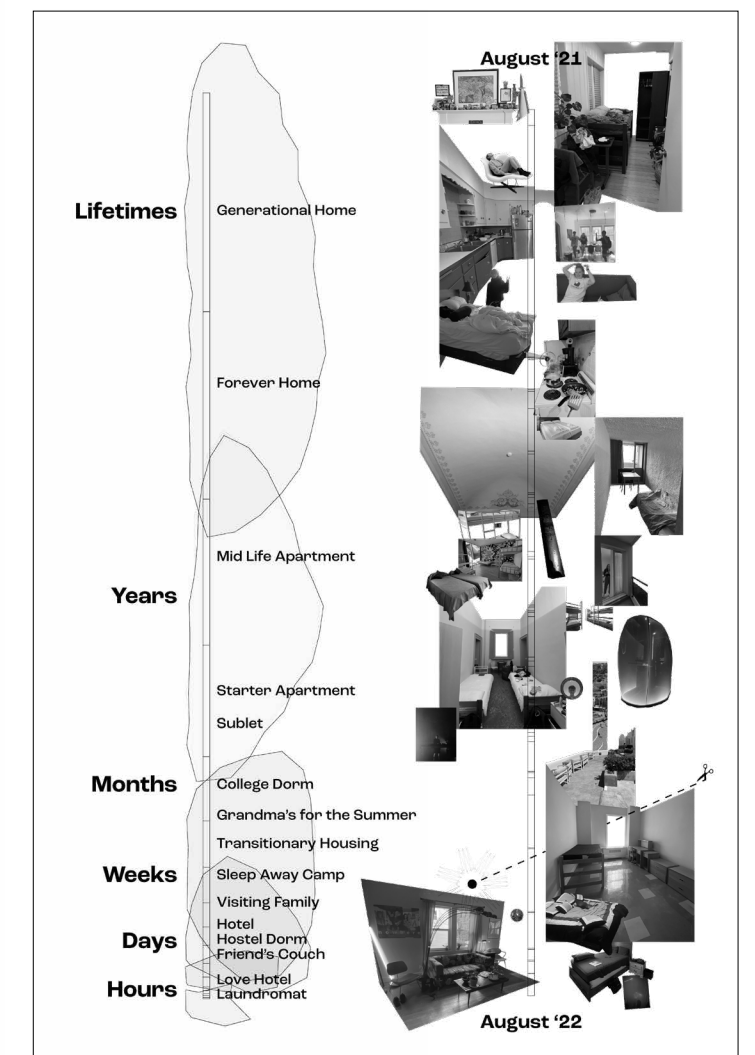 August ‘21
Lifetimes
Generational Home
Forever Home
Mid Life Apartment
Years
Starter Apartment
Sublet
Months
College Dorm
Grandma’s for the Summer
Transitionary Housing
Weeks
Sleep Away Camp
Visiting Family
Hotel
Days
Hostel Dorm
Friend’s Couch
Love Hotel
Hours
Laundromat
August ‘22